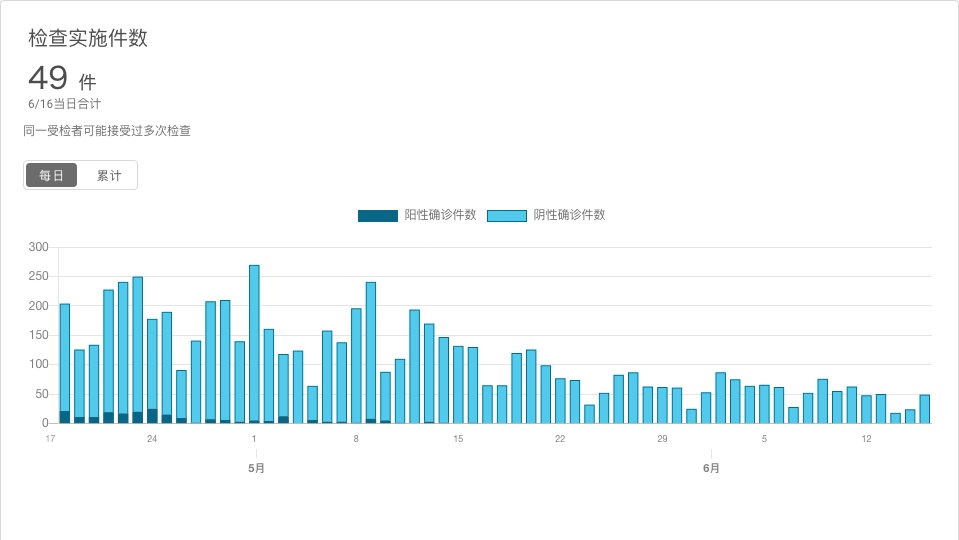 检查实施件数
49 件
6/16当日合计
同一受检者可能接受过多次检查
每日 累计
阳性确诊件数 阴性确诊件数
300
250
200
150
100
50
0
17 24 1 8 15 22 29 5 12
5月 6月